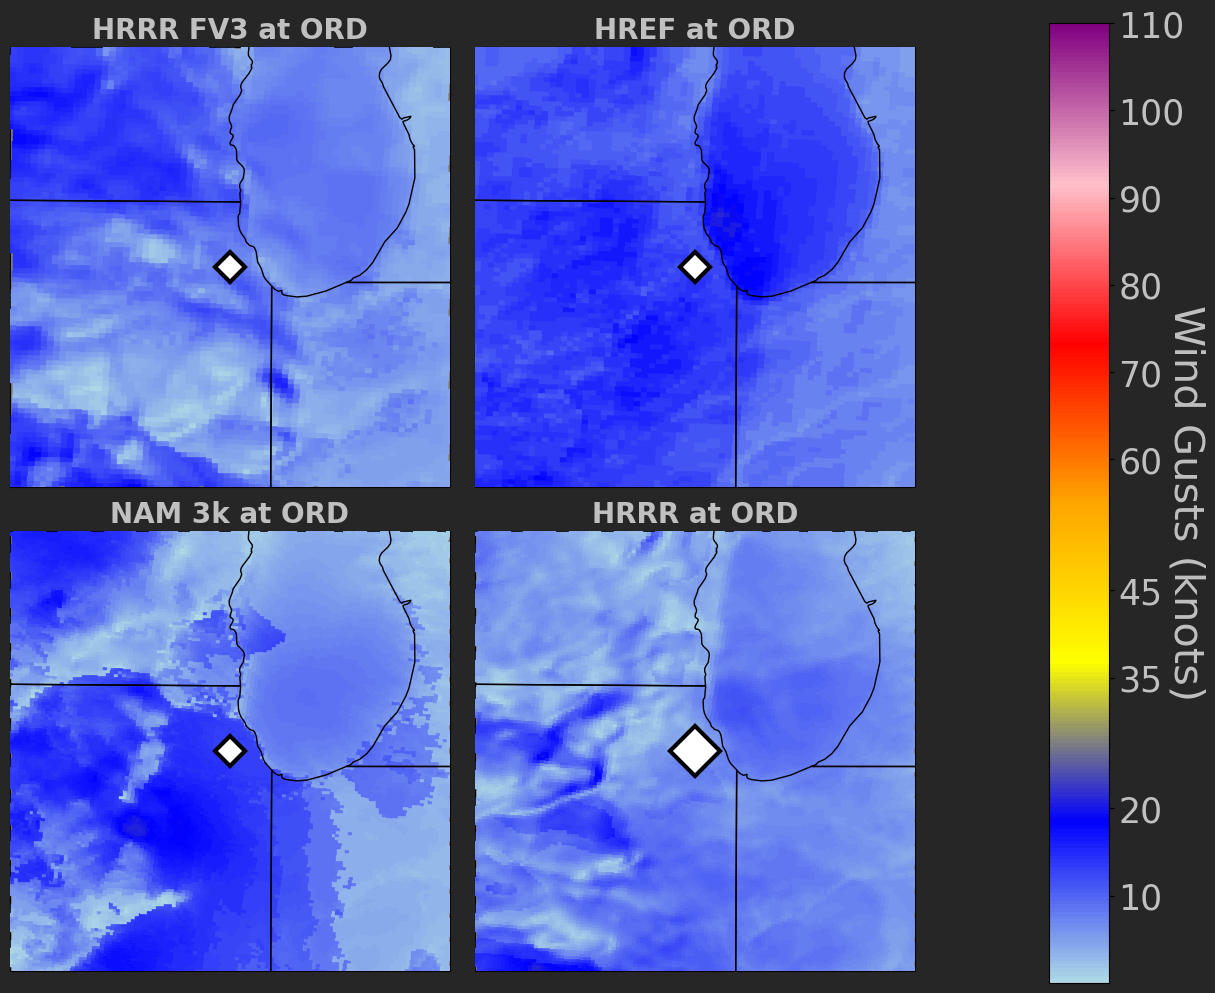 HRRR FV3 at ORD
HREF at ORD
NAM 3k at ORD
HRRR at ORD
110
100
90
80
70
60
45
35
20
10
Wind Gusts (knots)